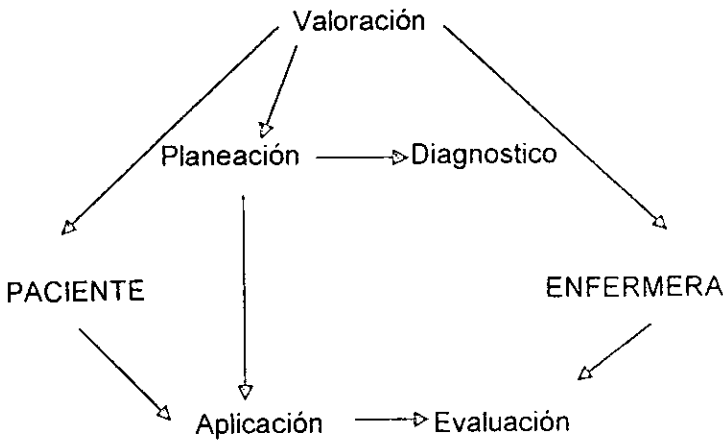 Valoración
Planeación Diagnostico
PACIENTE ENFERMERA
Aplicación Evaluación